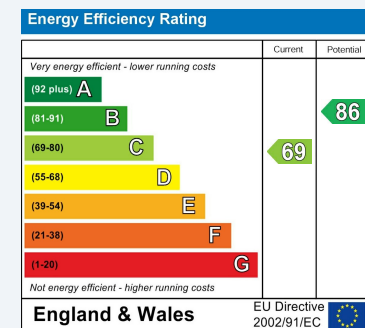 Energy Efficiency Rating
Current Potential
Very energy efficient - lower running costs
(92 plus) A
(81-91) B
86
(69-80) C
69
(55-68) D
(39-54) E
(21-38) F
(1-20) G
Not energy efficient - higher running costs
England & Wales
EU Directive
2002/91/EC